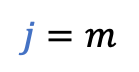 j = m